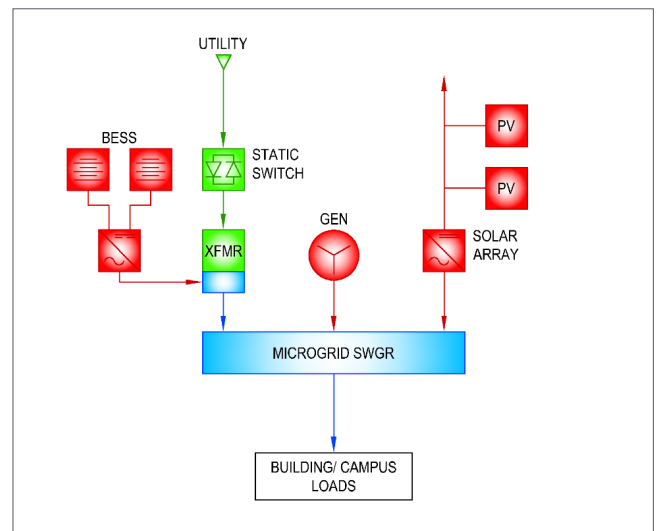 UTILITY
BESS
STATIC
SWITCH
PV
PV
GEN
XFMR
SOLAR
ARRAY
MICROGRID SWGR
BUILDING/ CAMPUS
LOADS